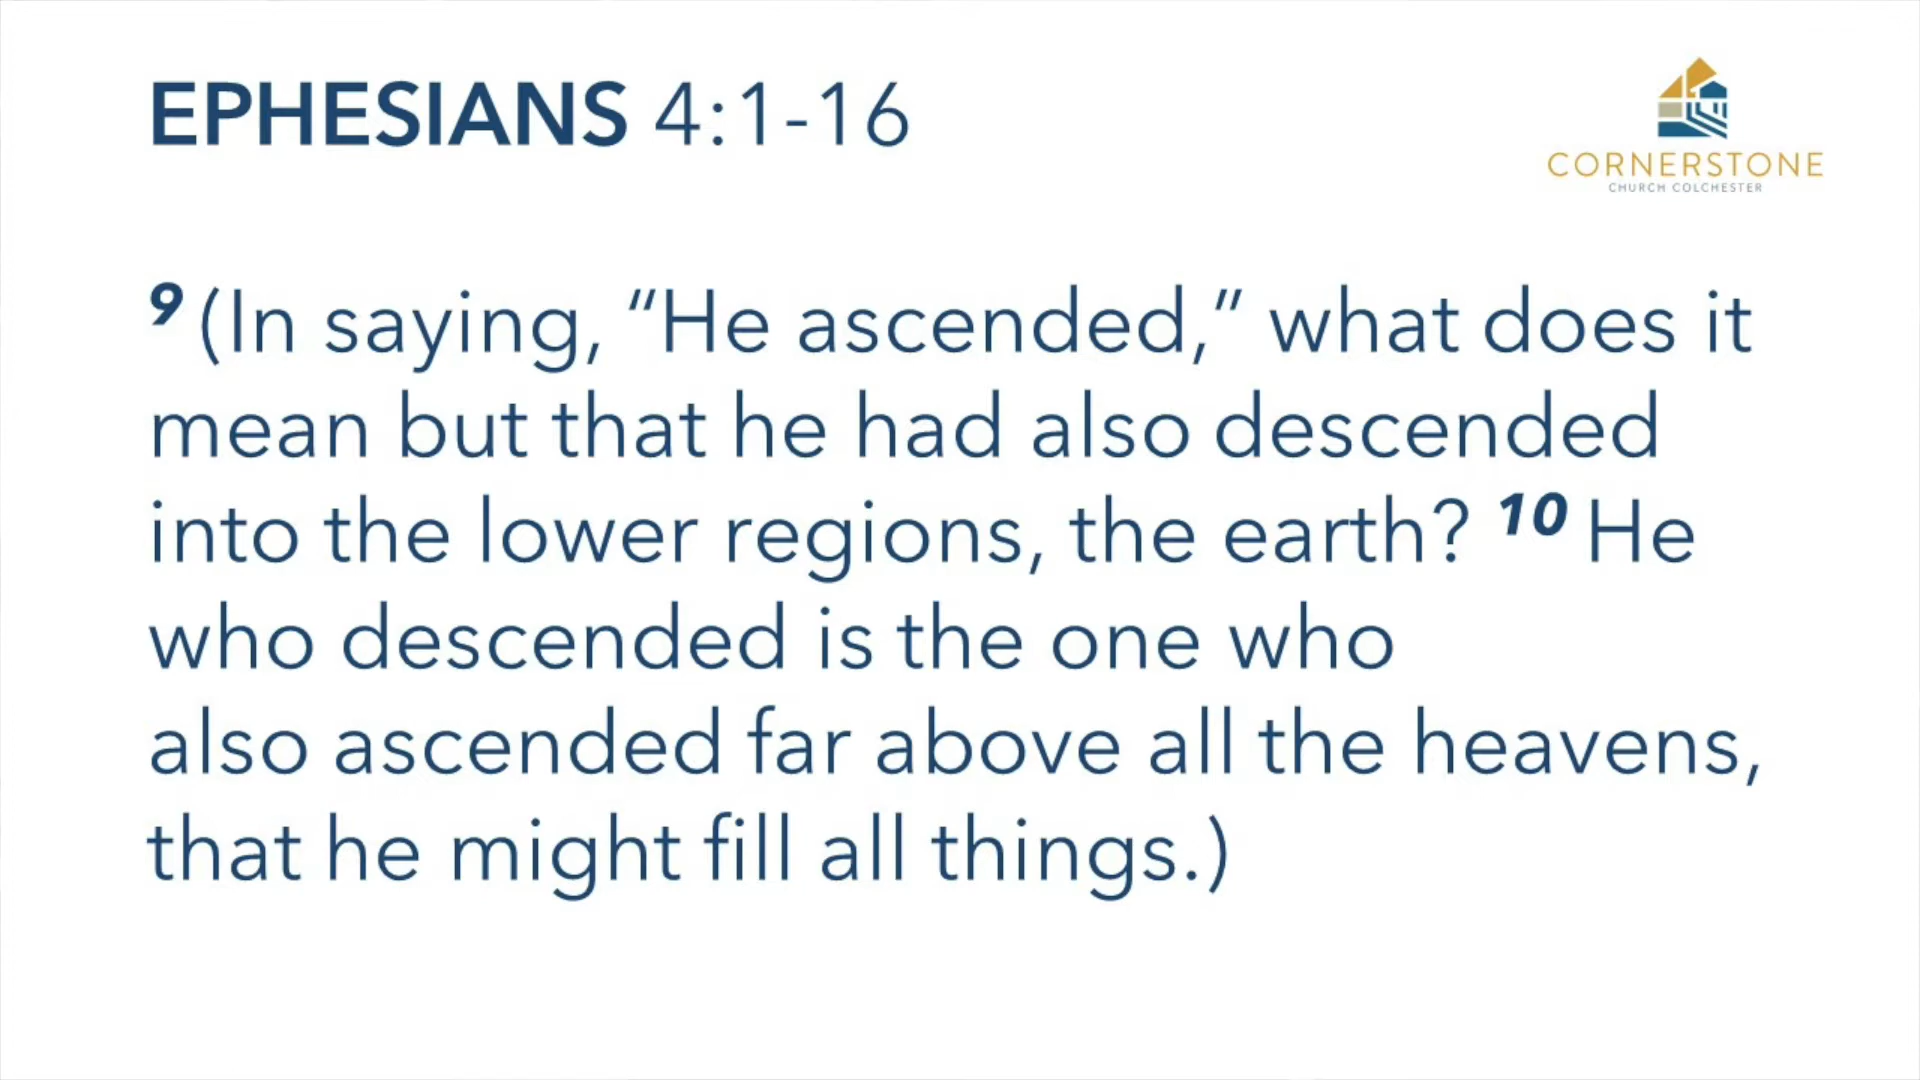 EPHESIANS 4:1-16
CORNERSTONE
CHURCH COLCHESTER
9 (In saying, “He ascended,” what does it
mean but that he had also descended
into the lower regions, the earth? 10 He
who descended is the one who
also ascended far above all the heavens,
that he might fill all things.)